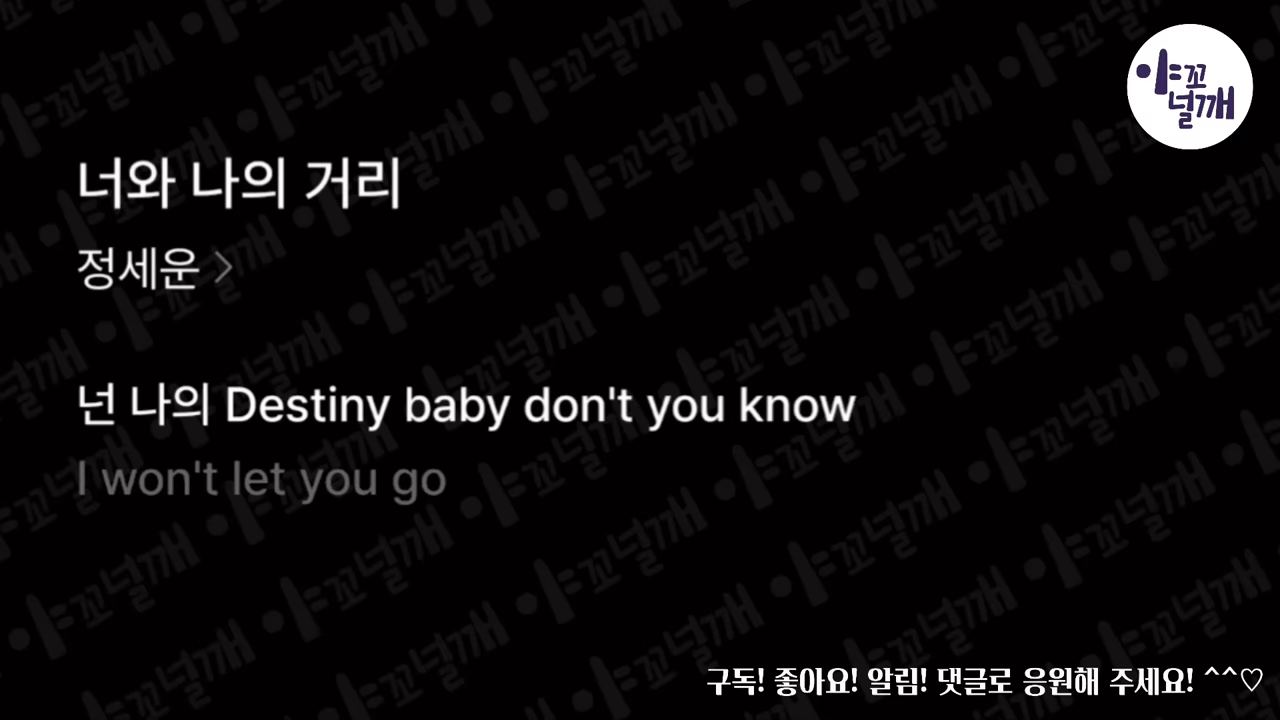 야꼬
널깨
너와 나의 거리
정세운 >
넌 나의 Destiny baby don't you know
I won't let you go
구독! 좋아요! 알림! 댓글로 응원해 주세요! ^^♡